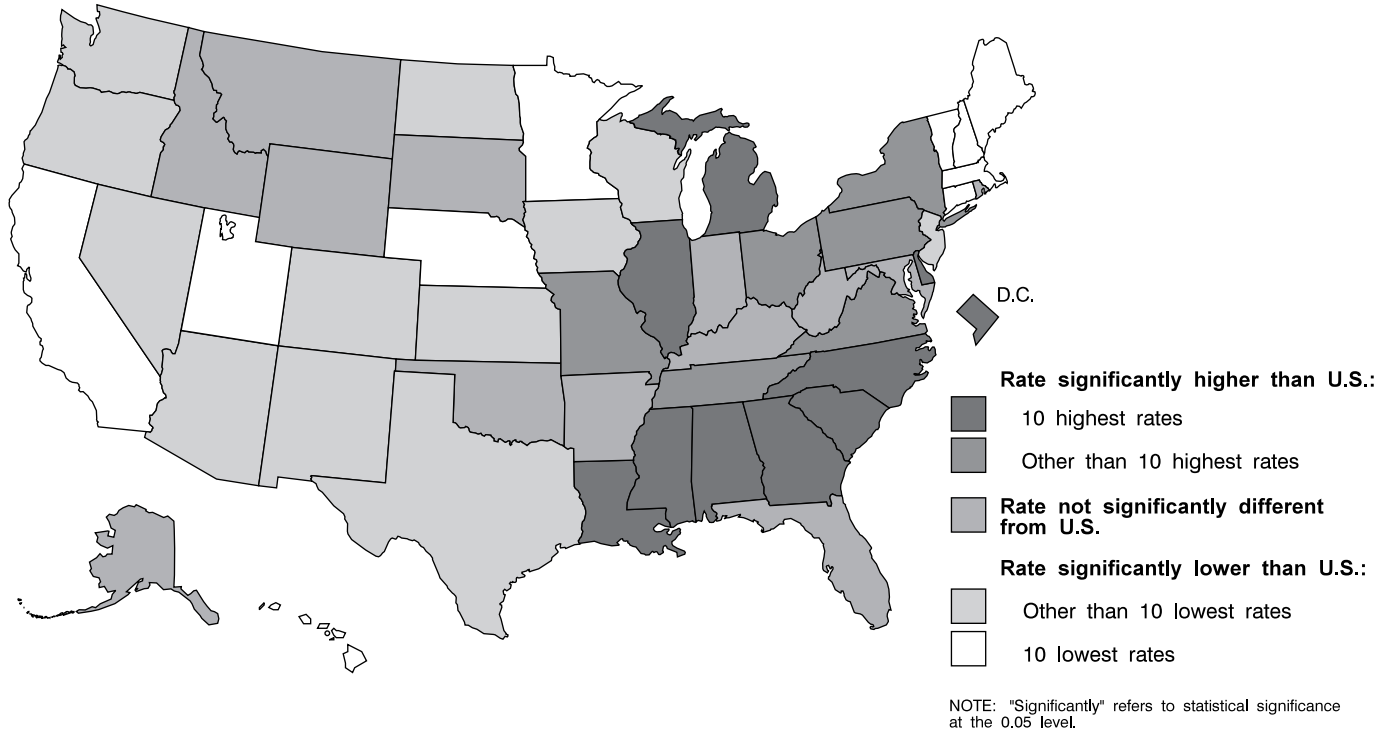 D.C.
Rate significantly higher than U.S.:
10 highest rates
Other than 10 highest rates
Rate not significantly different
from U.S.
Rate significantly lower than U.S.:
Other than 10 lowest rates
10 lowest rates
NOTE: "Significantly" refers to statistical significance
at the 0.05 level.